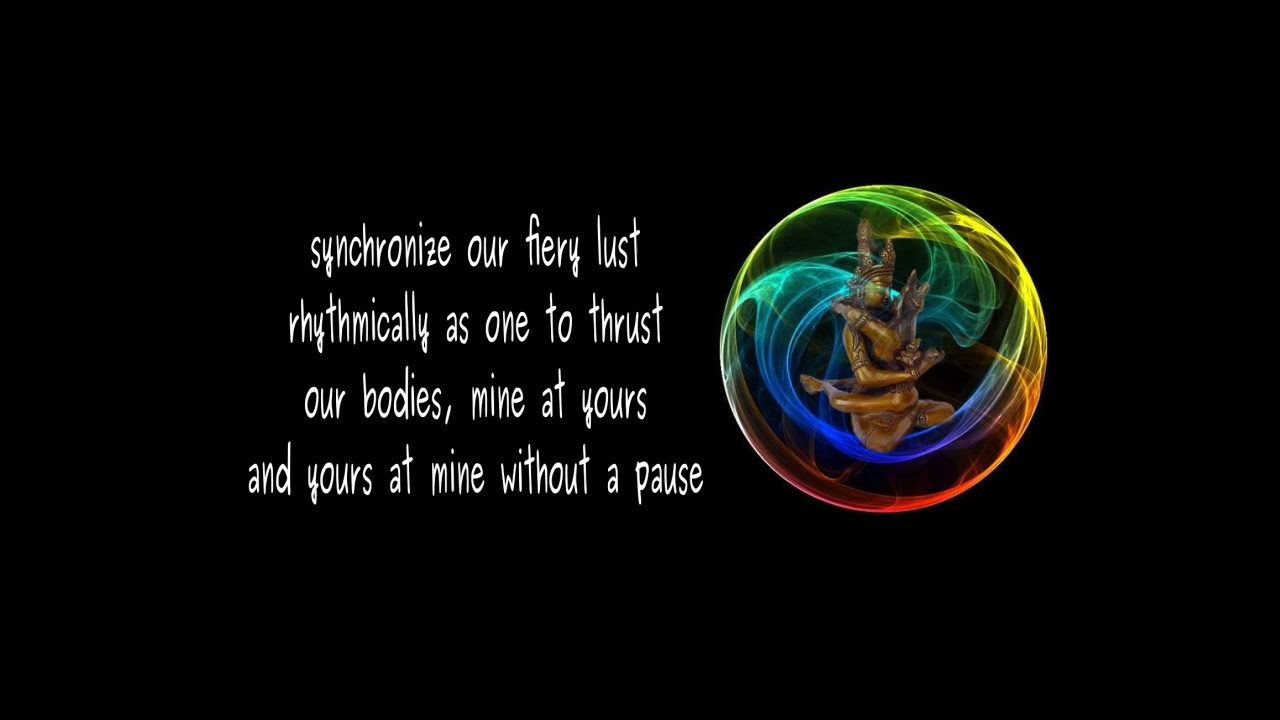 synchronize our fiery lust
rhythmically as one to thrust
our bodies, mine at yours
and yours at mine without a pause